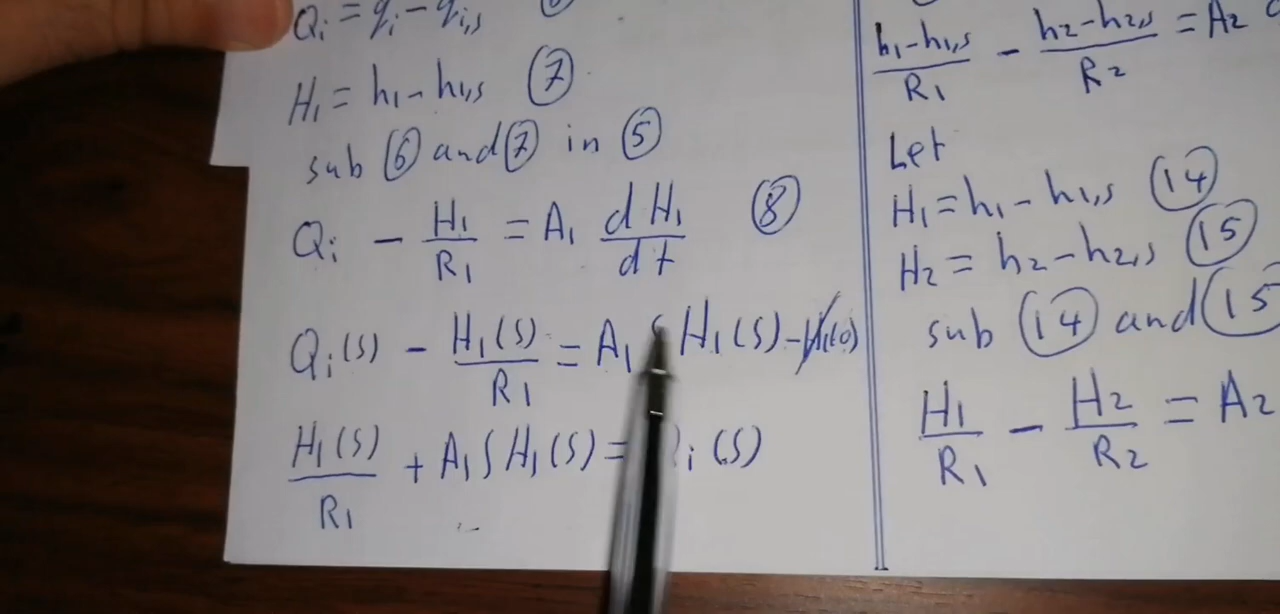 Qi = qi - qi,s
H1 = h1 - h1,s ⑦
sub ⑥ and ⑦ in ⑤
Qi - H1/R1 = A1 dH1/dt ⑧
Qi(s) - H1(s)/R1 = A1 S H1(s) - H1(0)
H1(s)/R1 + A1 S H1(s) = Qi(s)
(h1 - h1,s)/R1 - (h2 - h2,s)/R2 = A2
Let
H1 = h1 - h1,s ⑭
H2 = h2 - h2,s ⑮
sub ⑭ and ⑮
H1/R1 - H2/R2 = A2